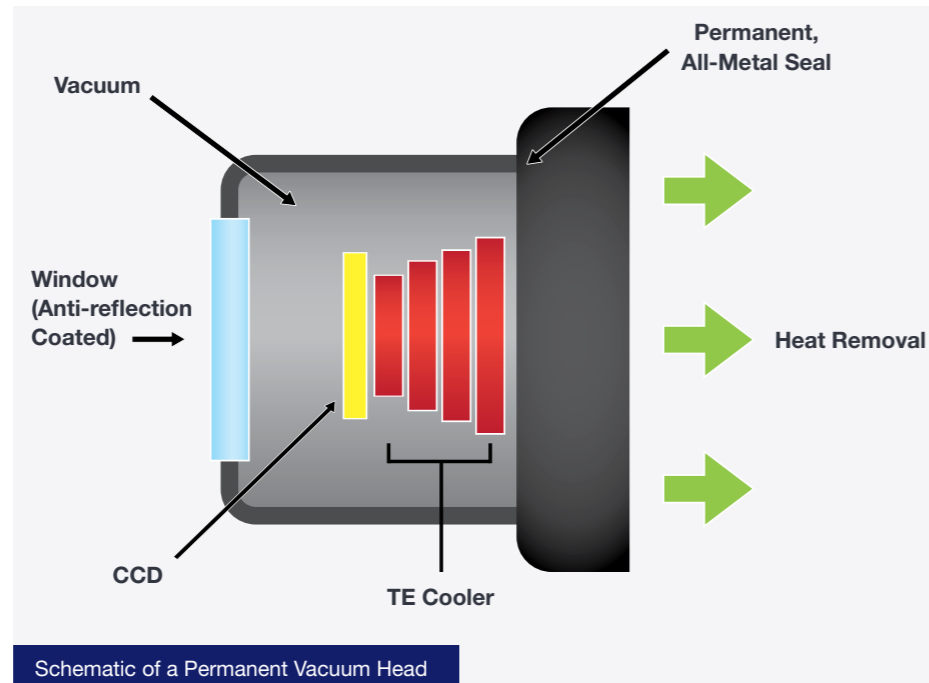 Permanent,
All-Metal Seal
Vacuum
Window
(Anti-reflection
Coated)
Heat Removal
CCD
TE Cooler
Schematic of a Permanent Vacuum Head